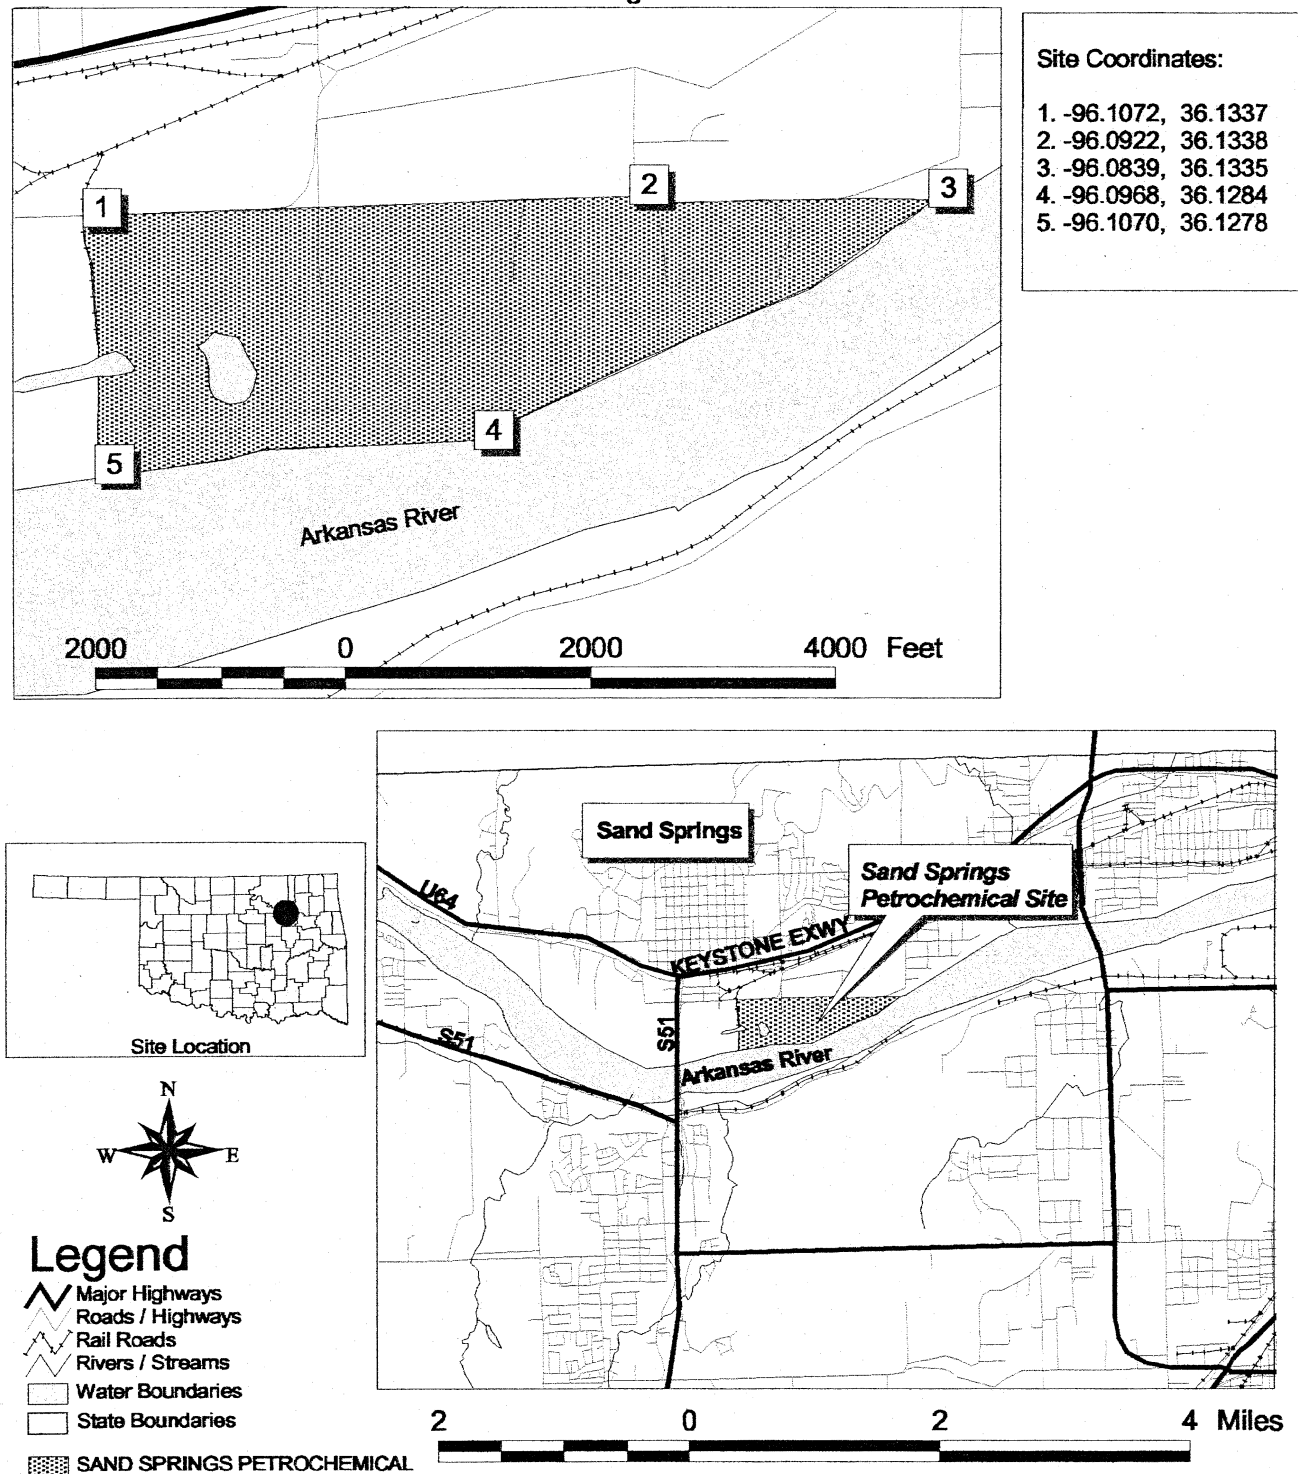 Site Coordinates:
1. -96.1072, 36.1337
2. -96.0922, 36.1338
3. -96.0839, 36.1335
4. -96.0968, 36.1284
5. -96.1070, 36.1278
1
2
3
4
5
Arkansas River
2000 0 2000 4000 Feet
Sand Springs
Sand Springs
Petrochemical Site
U64
KEYSTONE EXWY
S51
S51
Arkansas River
Site Location
N
W E
S
Legend
Major Highways
Roads / Highways
Rail Roads
Rivers / Streams
Water Boundaries
State Boundaries
SAND SPRINGS PETROCHEMICAL
2 0 2 4 Miles